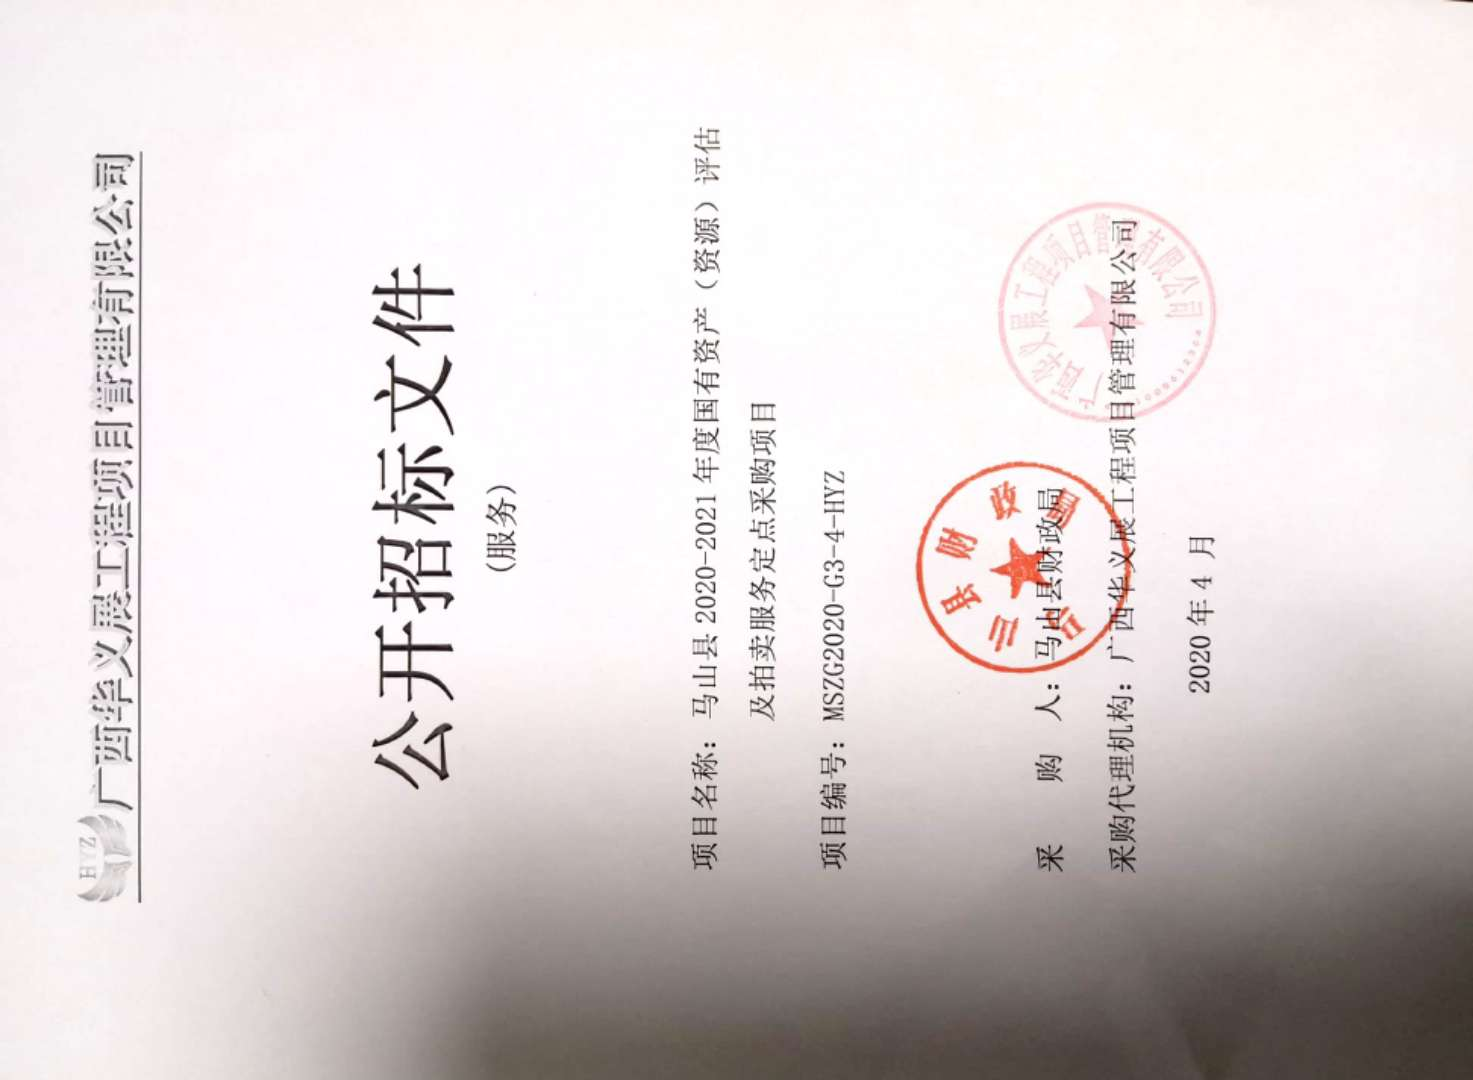 HYZ 广西华义展工程项目管理有限公司
公开招标文件
(服务)
项目名称：马山县 2020-2021 年度国有资产（资源）评估
及拍卖服务定点采购项目
项目编号：MSZG2020-G3-4-HYZ
采 购 人：马山县财政局
采购代理机构：广西华义展工程项目管理有限公司
2020 年 4 月
马山县财政局
广西华义展工程项目管理有限公司